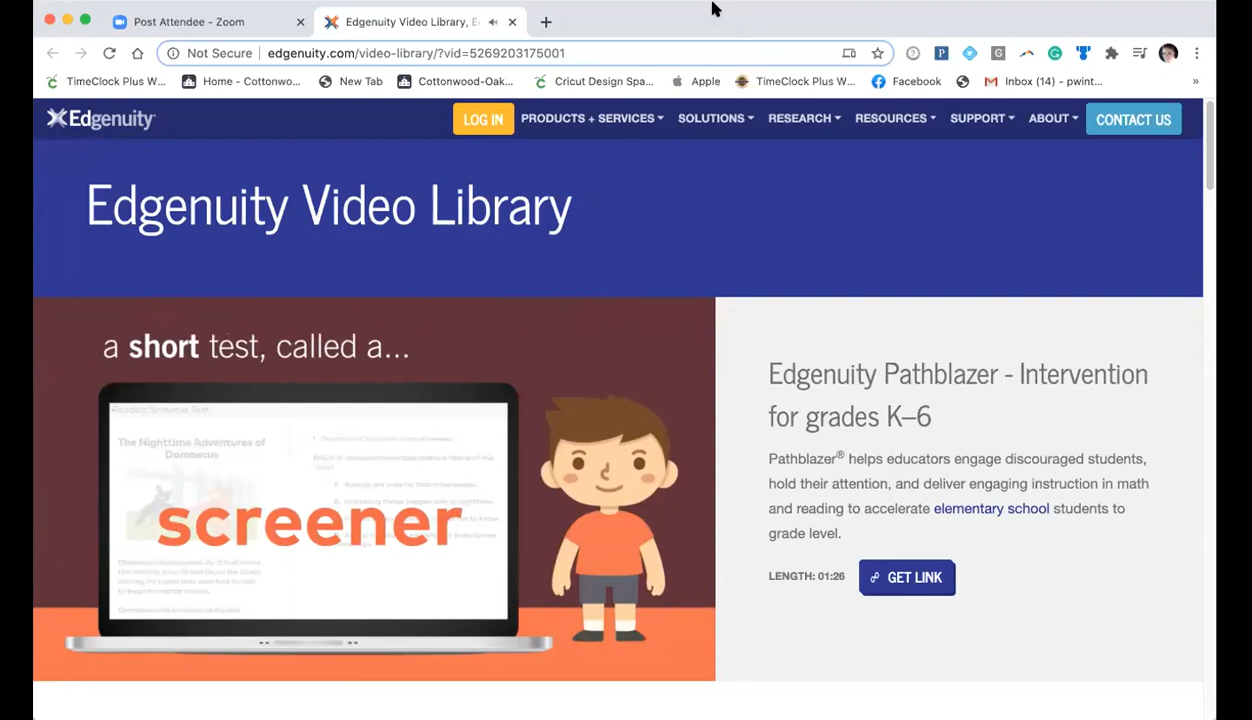 Post Attendee - Zoom
Edgenuity Video Library, E
Not Secure
edgenuity.com/video-library/?vid=5269203175001
TimeClock Plus W...
Home - Cottonwo...
New Tab
Cottonwood-Oak...
Cricut Design Spa...
Apple
TimeClock Plus W...
Facebook
Inbox (14) - pwint...
»
Edgenuity
LOG IN
PRODUCTS + SERVICES
SOLUTIONS
RESEARCH
RESOURCES
SUPPORT
ABOUT
CONTACT US
Edgenuity Video Library
a short test, called a...
The Nighttime Adventures of
Damascus
screener
Edgenuity Pathblazer - Intervention
for grades K–6
Pathblazer® helps educators engage discouraged students,
hold their attention, and deliver engaging instruction in math
and reading to accelerate elementary school students to
grade level.
LENGTH: 01:26
GET LINK